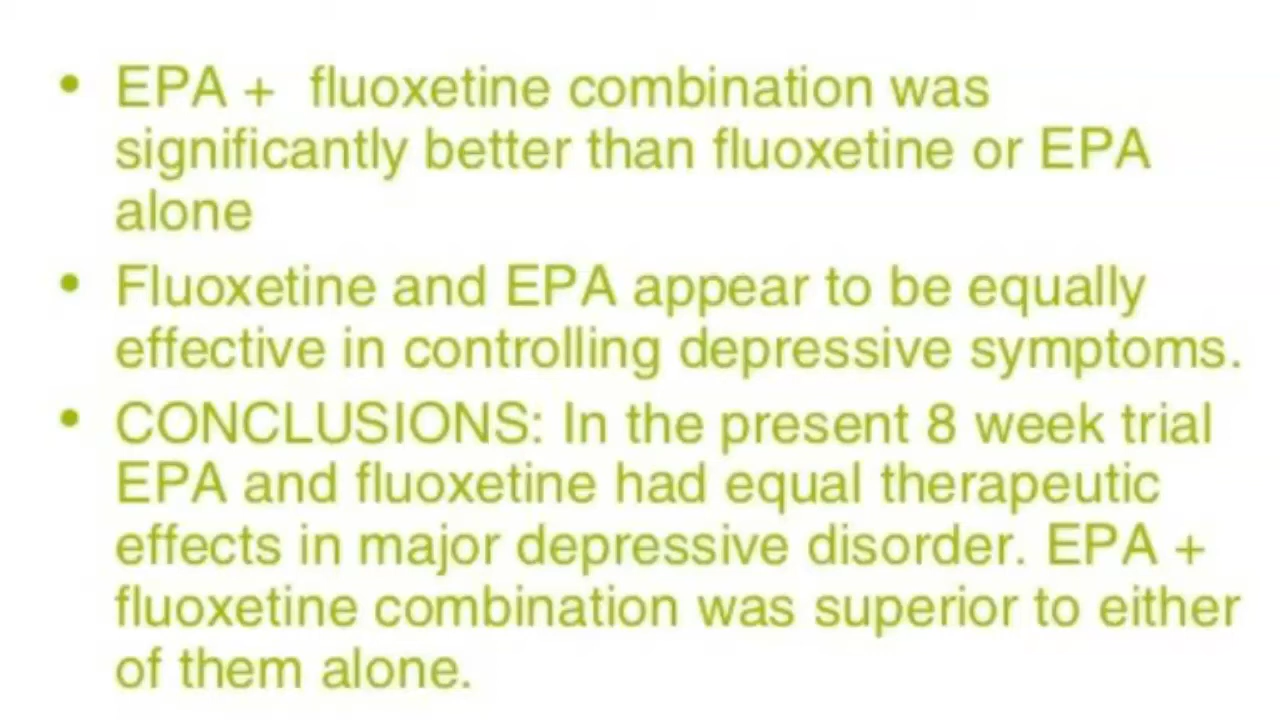 • EPA + fluoxetine combination was
significantly better than fluoxetine or EPA
alone
• Fluoxetine and EPA appear to be equally
effective in controlling depressive symptoms.
• CONCLUSIONS: In the present 8 week trial
EPA and fluoxetine had equal therapeutic
effects in major depressive disorder. EPA +
fluoxetine combination was superior to either
of them alone.